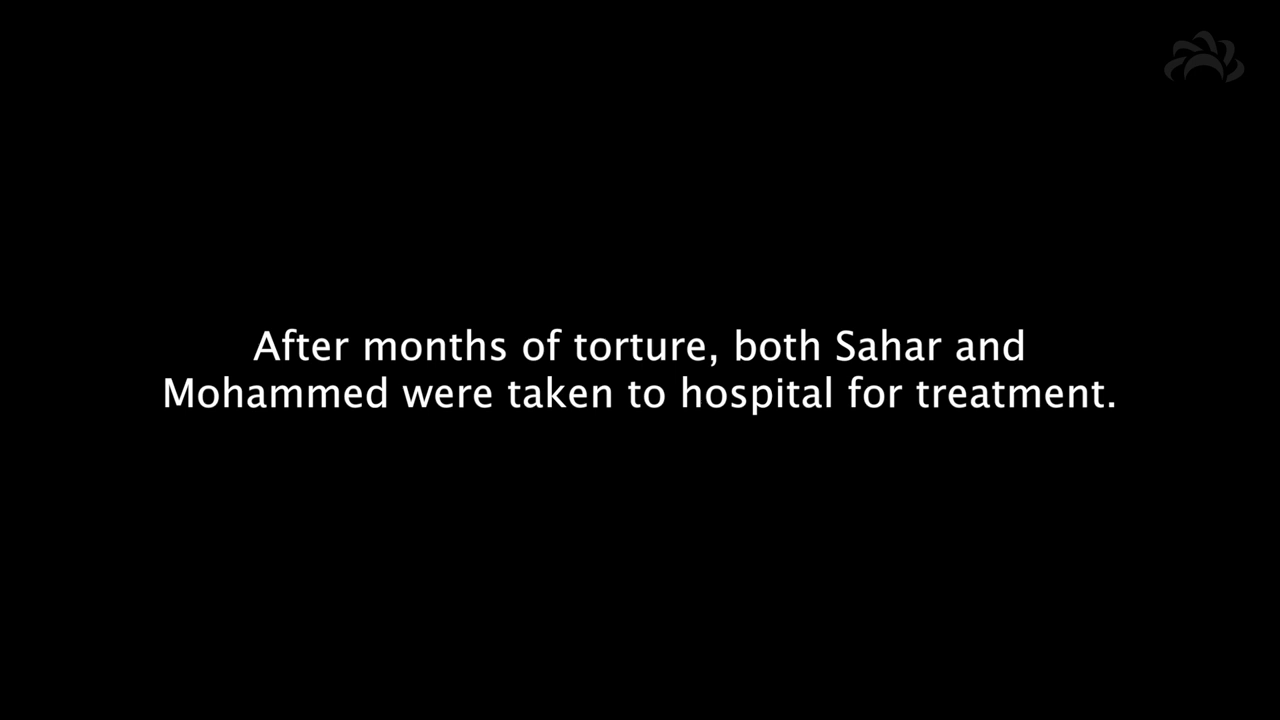 After months of torture, both Sahar and
Mohammed were taken to hospital for treatment.